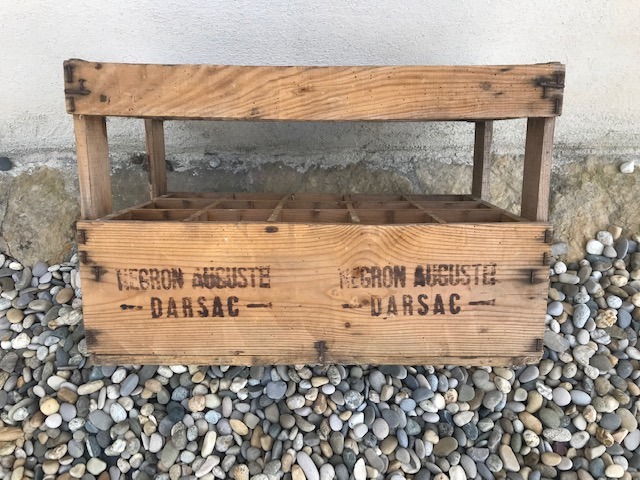 NEGRON AUGUSTE NEGRON AUGUSTE
- DARSAC - - DARSAC -